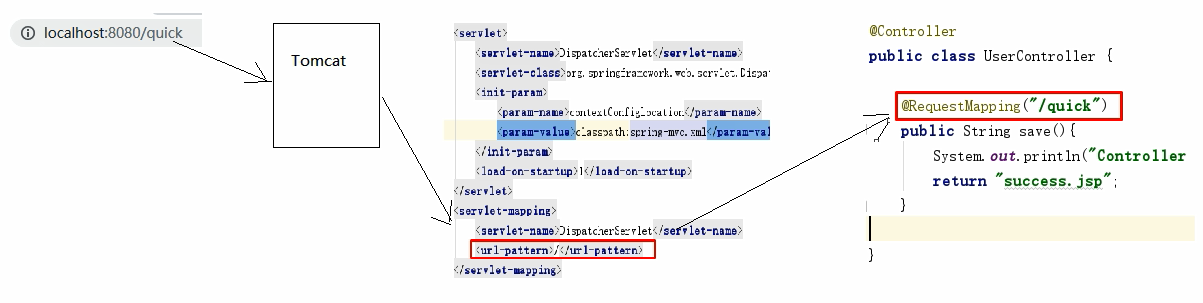 localhost:8080/quick
Tomcat
<servlet>
<servlet-name>DispatcherServlet</servlet-name>
<servlet-class>org.springframework.web.servlet.Dispat
<init-param>
<param-name>contextConfiglocation</param-name>
<param-value>classpath:spring-mvc.xml</param-val
</init-param>
<load-on-startup>1</load-on-startup>
</servlet>
<servlet-mapping>
<servlet-name>DispatcherServlet</servlet-name>
<url-pattern>/</url-pattern>
</servlet-mapping>
@Controller
public class UserController {
@RequestMapping("/quick")
public String save(){
System.out.println("Controller
return "success.jsp";
}
}